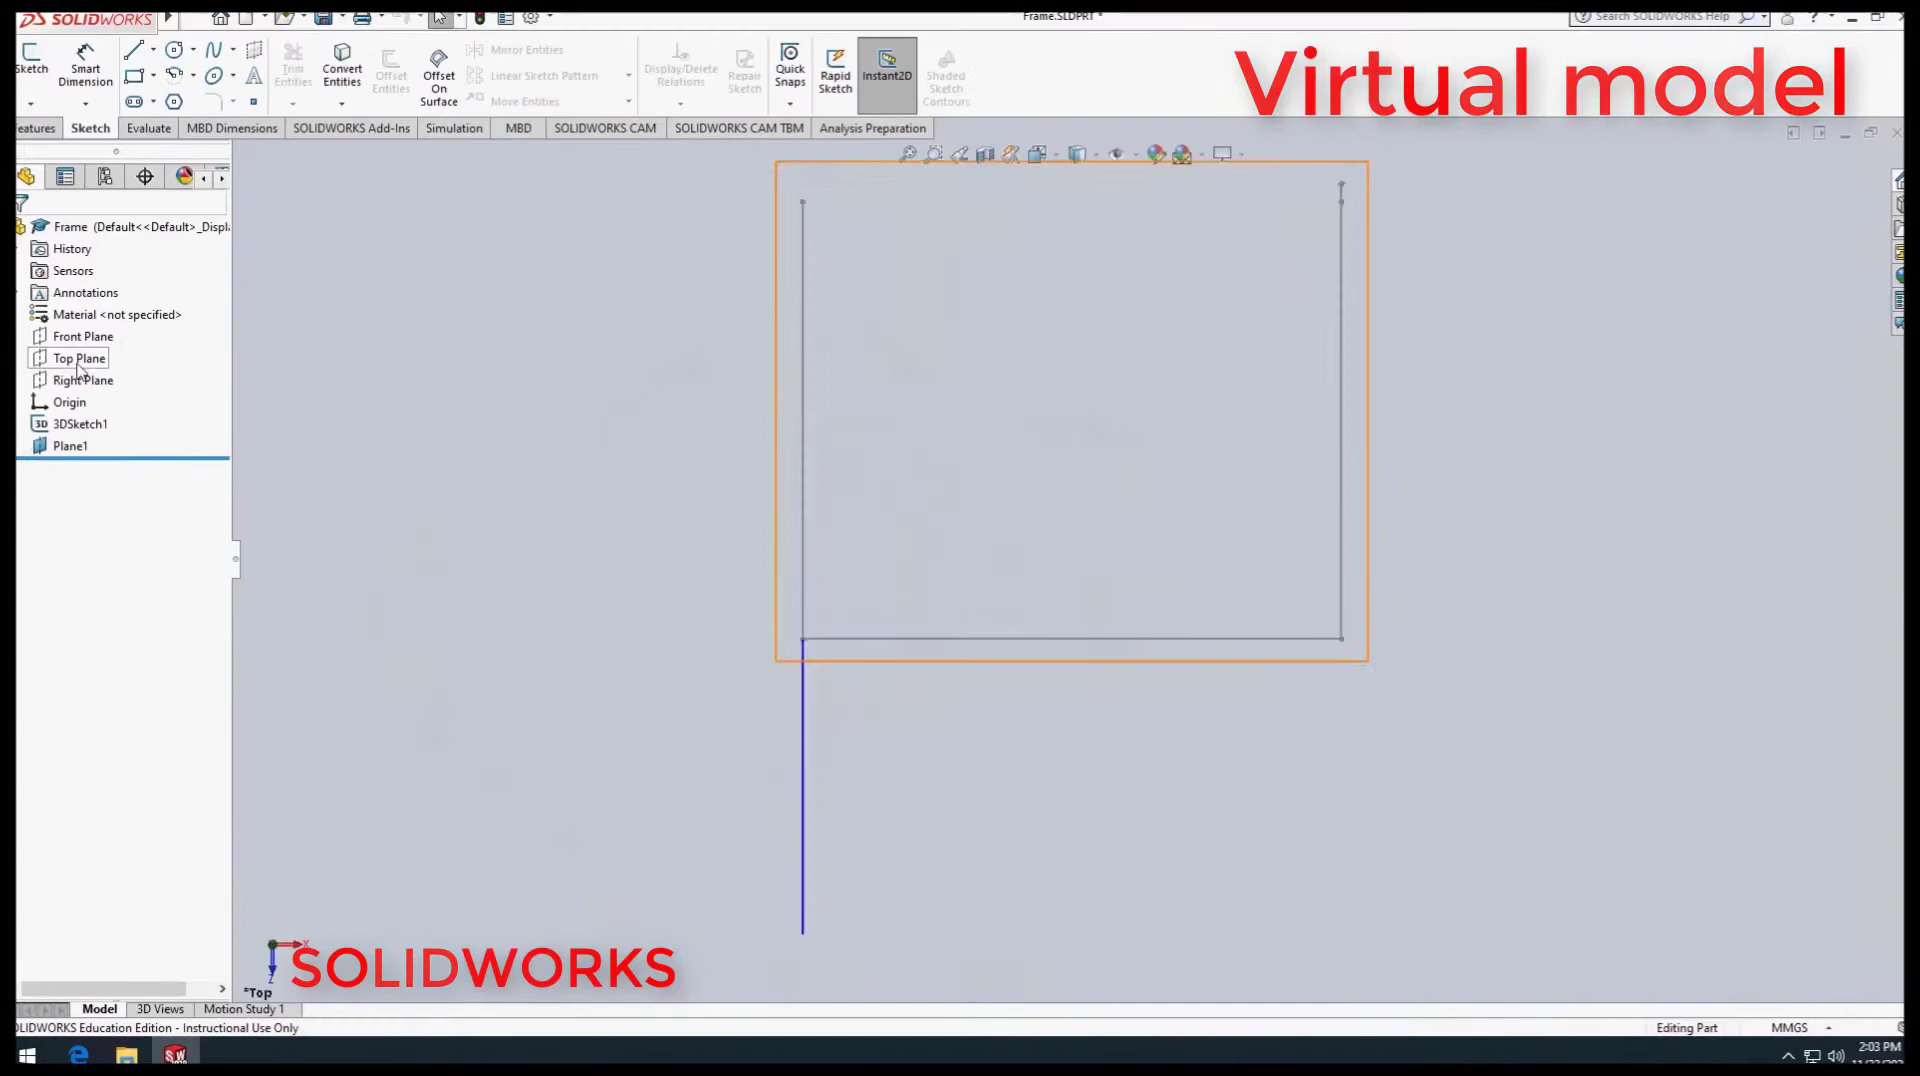 SOLIDWORKS
Frame.SLDPRT *
Search SOLIDWORKS Help
Virtual model
Sketch
Smart Dimension
Trim Entities
Convert Entities
Offset Entities
Offset On Surface
Mirror Entities
Linear Sketch Pattern
Move Entities
Display/Delete Relations
Repair Sketch
Quick Snaps
Rapid Sketch
Instant2D
Shaded Sketch Contours
eatures
Sketch
Evaluate
MBD Dimensions
SOLIDWORKS Add-Ins
Simulation
MBD
SOLIDWORKS CAM
SOLIDWORKS CAM TBM
Analysis Preparation
Frame (Default<<Default>_Displ
History
Sensors
Annotations
Material <not specified>
Front Plane
Top Plane
Right Plane
Origin
3D 3DSketch1
Plane1
X
Z
*Top
SOLIDWORKS
Model
3D Views
Motion Study 1
OLIDWORKS Education Edition - Instructional Use Only
Editing Part
MMGS
2:03 PM